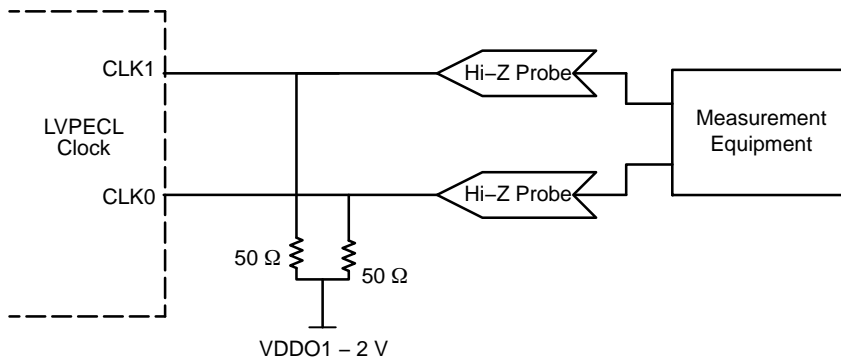 CLK1
Hi−Z Probe
LVPECL
Clock
Measurement
Equipment
CLK0
Hi−Z Probe
50 Ω
50 Ω
VDDO1 − 2 V